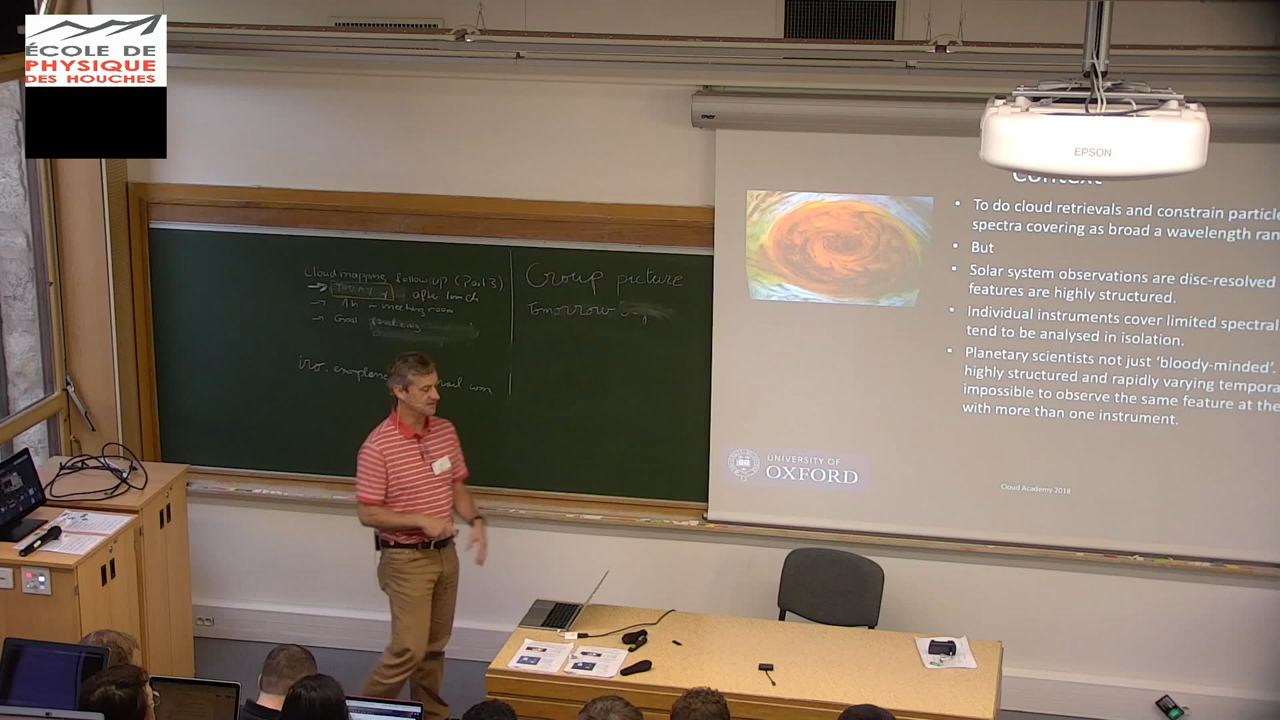 ÉCOLE DE
PHYSIQUE
DES HOUCHES
EPSON
Context
• To do cloud retrievals and constrain particle
spectra covering as broad a wavelength ran
• But
• Solar system observations are disc-resolved
features are highly structured.
• Individual instruments cover limited spectral
tend to be analysed in isolation.
• Planetary scientists not just 'bloody-minded'.
highly structured and rapidly varying tempora
impossible to observe the same feature at the
with more than one instrument.
UNIVERSITY OF
OXFORD
Cloud Academy 2018
Cloud mapping follow up (Part 3)
→ TODAY after lunch
→ 1h - meeting room
→ Goal
Group picture
Tomorrow